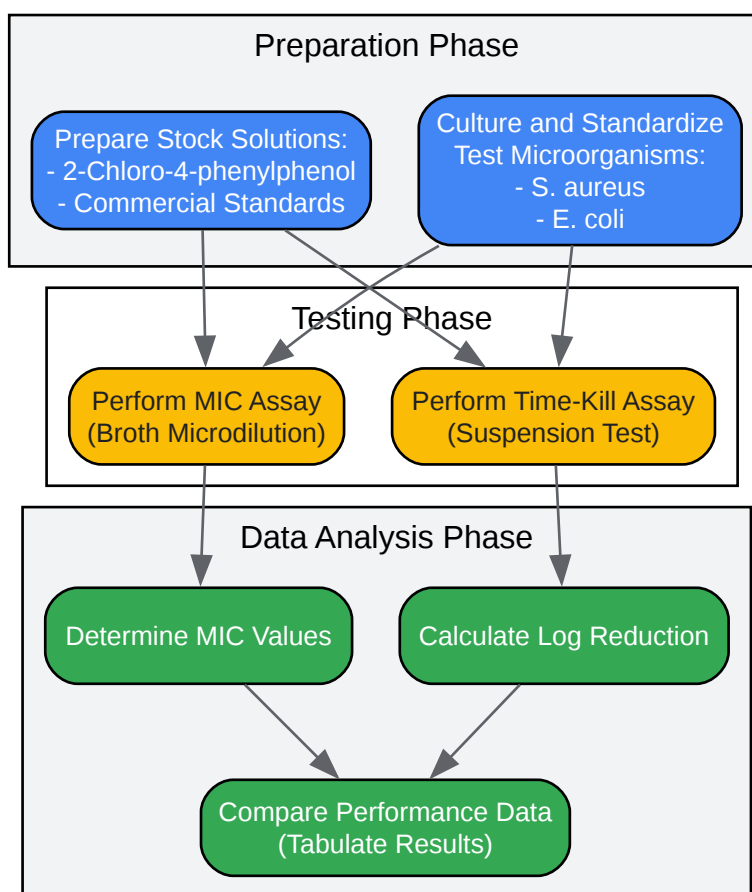 Preparation Phase
Prepare Stock Solutions:
- 2-Chloro-4-phenylphenol
- Commercial Standards
Culture and Standardize
Test Microorganisms:
- S. aureus
- E. coli
Testing Phase
Perform MIC Assay
(Broth Microdilution)
Perform Time-Kill Assay
(Suspension Test)
Data Analysis Phase
Determine MIC Values
Calculate Log Reduction
Compare Performance Data
(Tabulate Results)